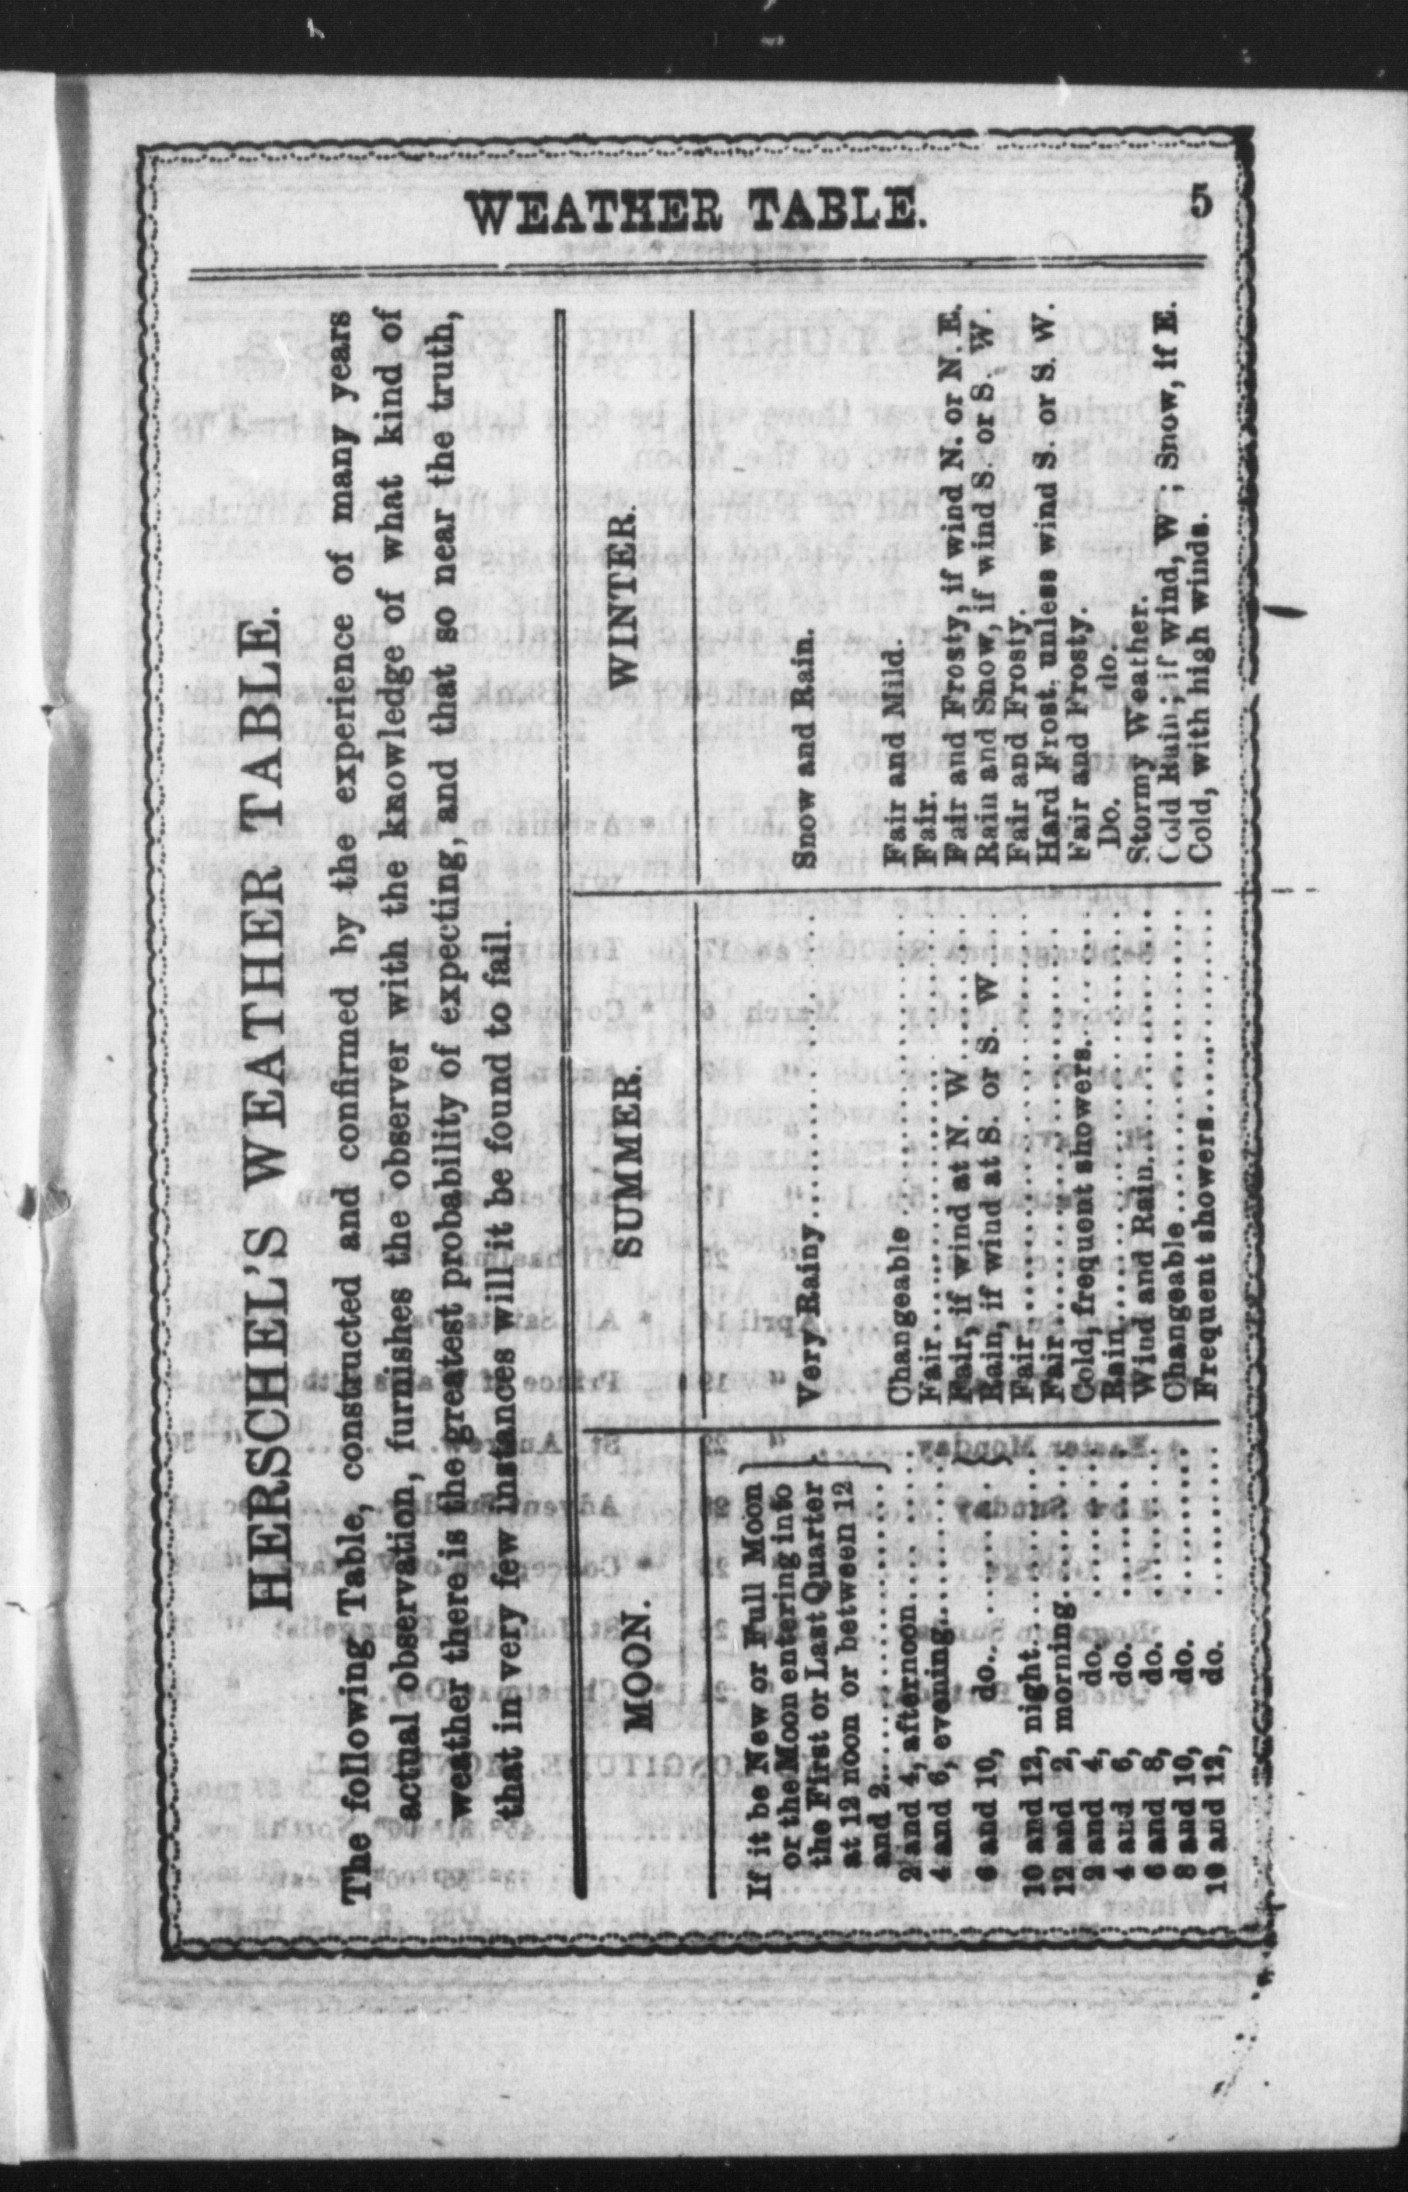 WEATHER TABLE.
5
HERSCHEL'S WEATHER TABLE.
The following Table, constructed and confirmed by the experience of many years
actual observation, furnishes the observer with the knowledge of what kind of
weather there is the greatest probability of expecting, and that so near the truth,
that in very few instances will it be found to fail.
MOON. SUMMER. WINTER.
If it be New or Full Moon
or the Moon entering into
the First or Last Quarter Very Rainy Snow and Rain.
at 12 noon or between 12
and 2
2 and 4, afternoon Changeable Fair and Mild.
4 and 6, evening Fair Fair.
6 and 10, do. Fair, if wind at N. W. Fair and Frosty, if wind N. or N. E.
Rain, if wind at S. or S. W. Rain and Snow, if wind S. or S. W.
10 and 12, night Fair Fair and Frosty.
12 and 2, morning Fair Hard Frost, unless wind S. or S. W.
2 and 4, do. Cold, frequent showers Fair and Frosty.
4 and 6, do. Rain Do. do.
6 and 8, do. Wind and Rain Stormy Weather.
8 and 10, do. Changeable Cold Rain; if wind, W; Snow, if E.
10 and 12, do. Frequent showers Cold, with high winds.